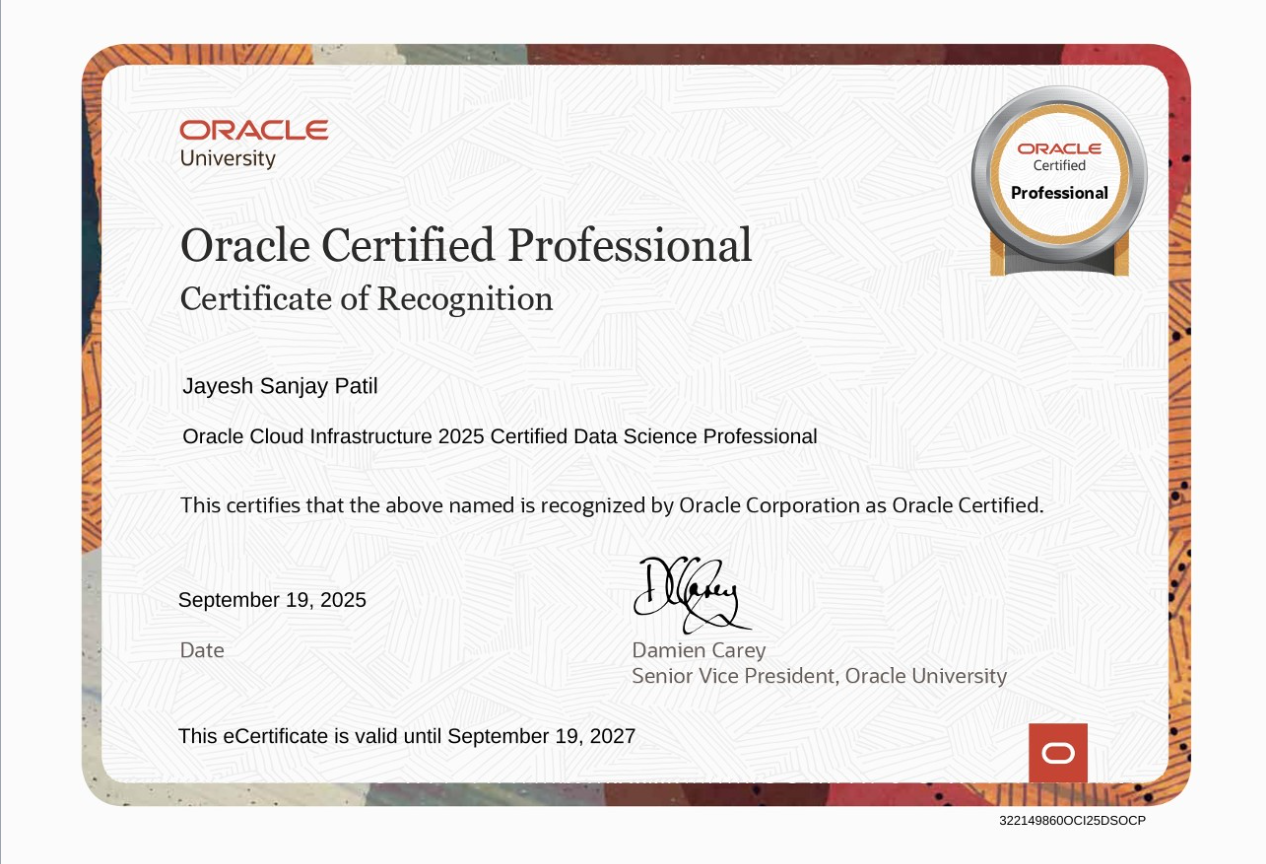 ORACLE
University
ORACLE
Certified
Professional
Oracle Certified Professional
Certificate of Recognition
Jayesh Sanjay Patil
Oracle Cloud Infrastructure 2025 Certified Data Science Professional
This certifies that the above named is recognized by Oracle Corporation as Oracle Certified.
September 19, 2025
Date
DCCarey
Damien Carey
Senior Vice President, Oracle University
This eCertificate is valid until September 19, 2027
322149860OCI25DSOCP